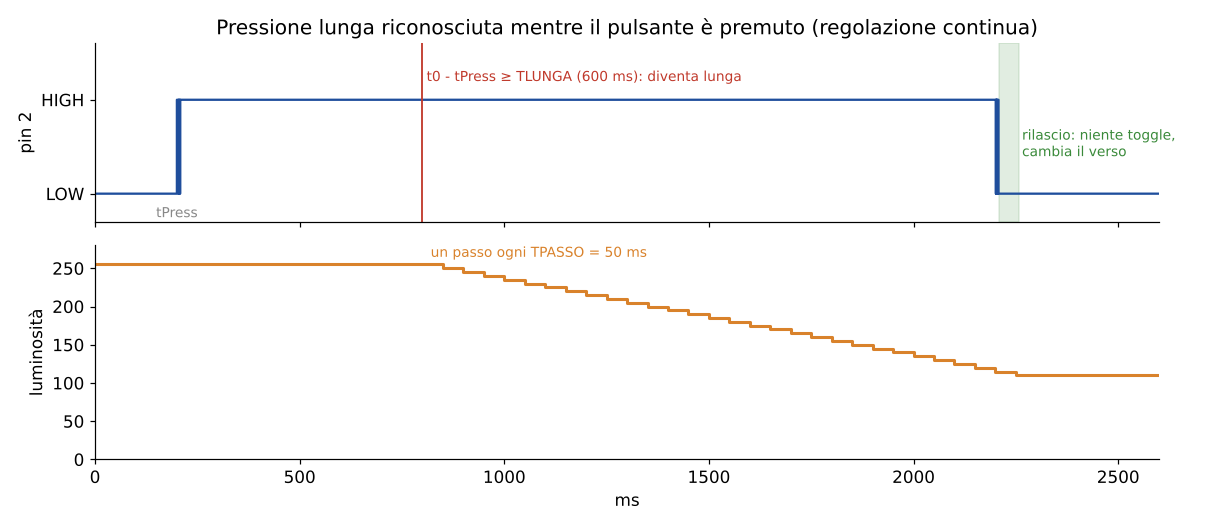 Pressione lunga riconosciuta mentre il pulsante è premuto (regolazione continua)
t0 - tPress ≥ TLUNGA (600 ms): diventa lunga
HIGH
pin 2
rilascio: niente toggle,
cambia il verso
LOW
tPress
un passo ogni TPASSO = 50 ms
250
200
150
100
50
0
luminosità
0
500
1000
1500
2000
2500
ms